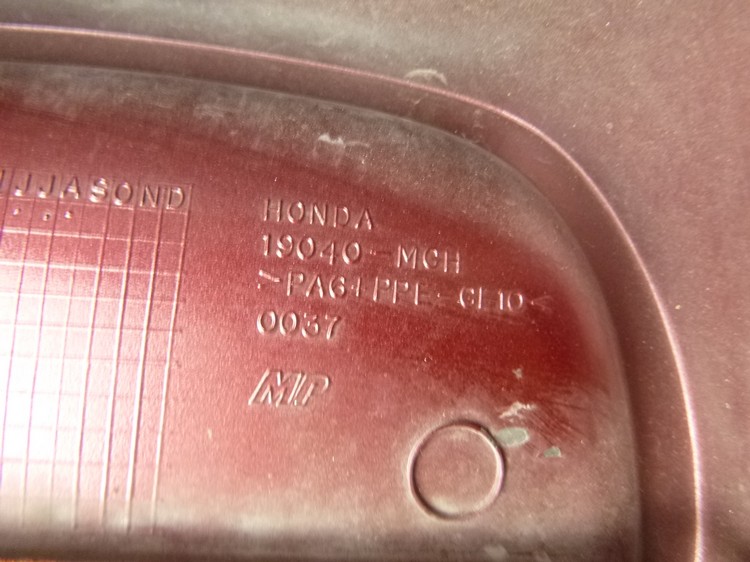 JJASOND
HONDA
19040-MCH
>PA6+PPE-GF10<
0037
MP